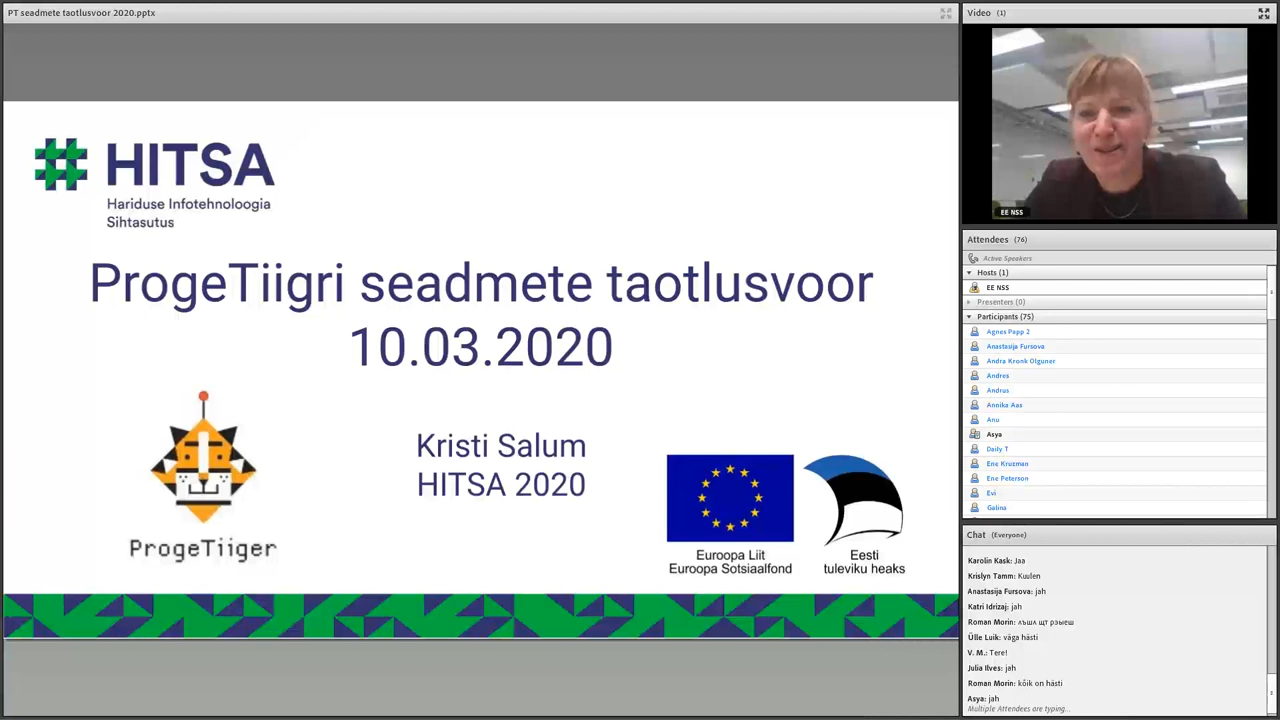 PT seadmete taotlusvoor 2020.pptx
HITSA
Hariduse Infotehnoloogia
Sihtasutus
ProgeTiigri seadmete taotlusvoor
10.03.2020
Kristi Salum
HITSA 2020
ProgeTiiger
Euroopa Liit
Euroopa Sotsiaalfond
Eesti
tuleviku heaks
Video (1)
EE NSS
Attendees (76)
Active Speakers
Hosts (1)
EE NSS
Presenters (0)
Participants (75)
Agnes Papp 2
Anastasija Fursova
Andra Kronk Olguner
Andres
Andrus
Annika Aas
Anu
Asya
Daily T
Ene Kruzman
Ene Peterson
Evi
Galina
Chat (Everyone)
Karolin Kask: Jaa
Krislyn Tamm: Kuulen
Anastasija Fursova: jah
Katri Idrizaj: jah
Roman Morin: лъшл щт рэыеш
Ülle Luik: väga hästi
V. M.: Tere!
Julia Ilves: jah
Roman Morin: kõik on hästi
Asya: jah
Multiple Attendees are typing...